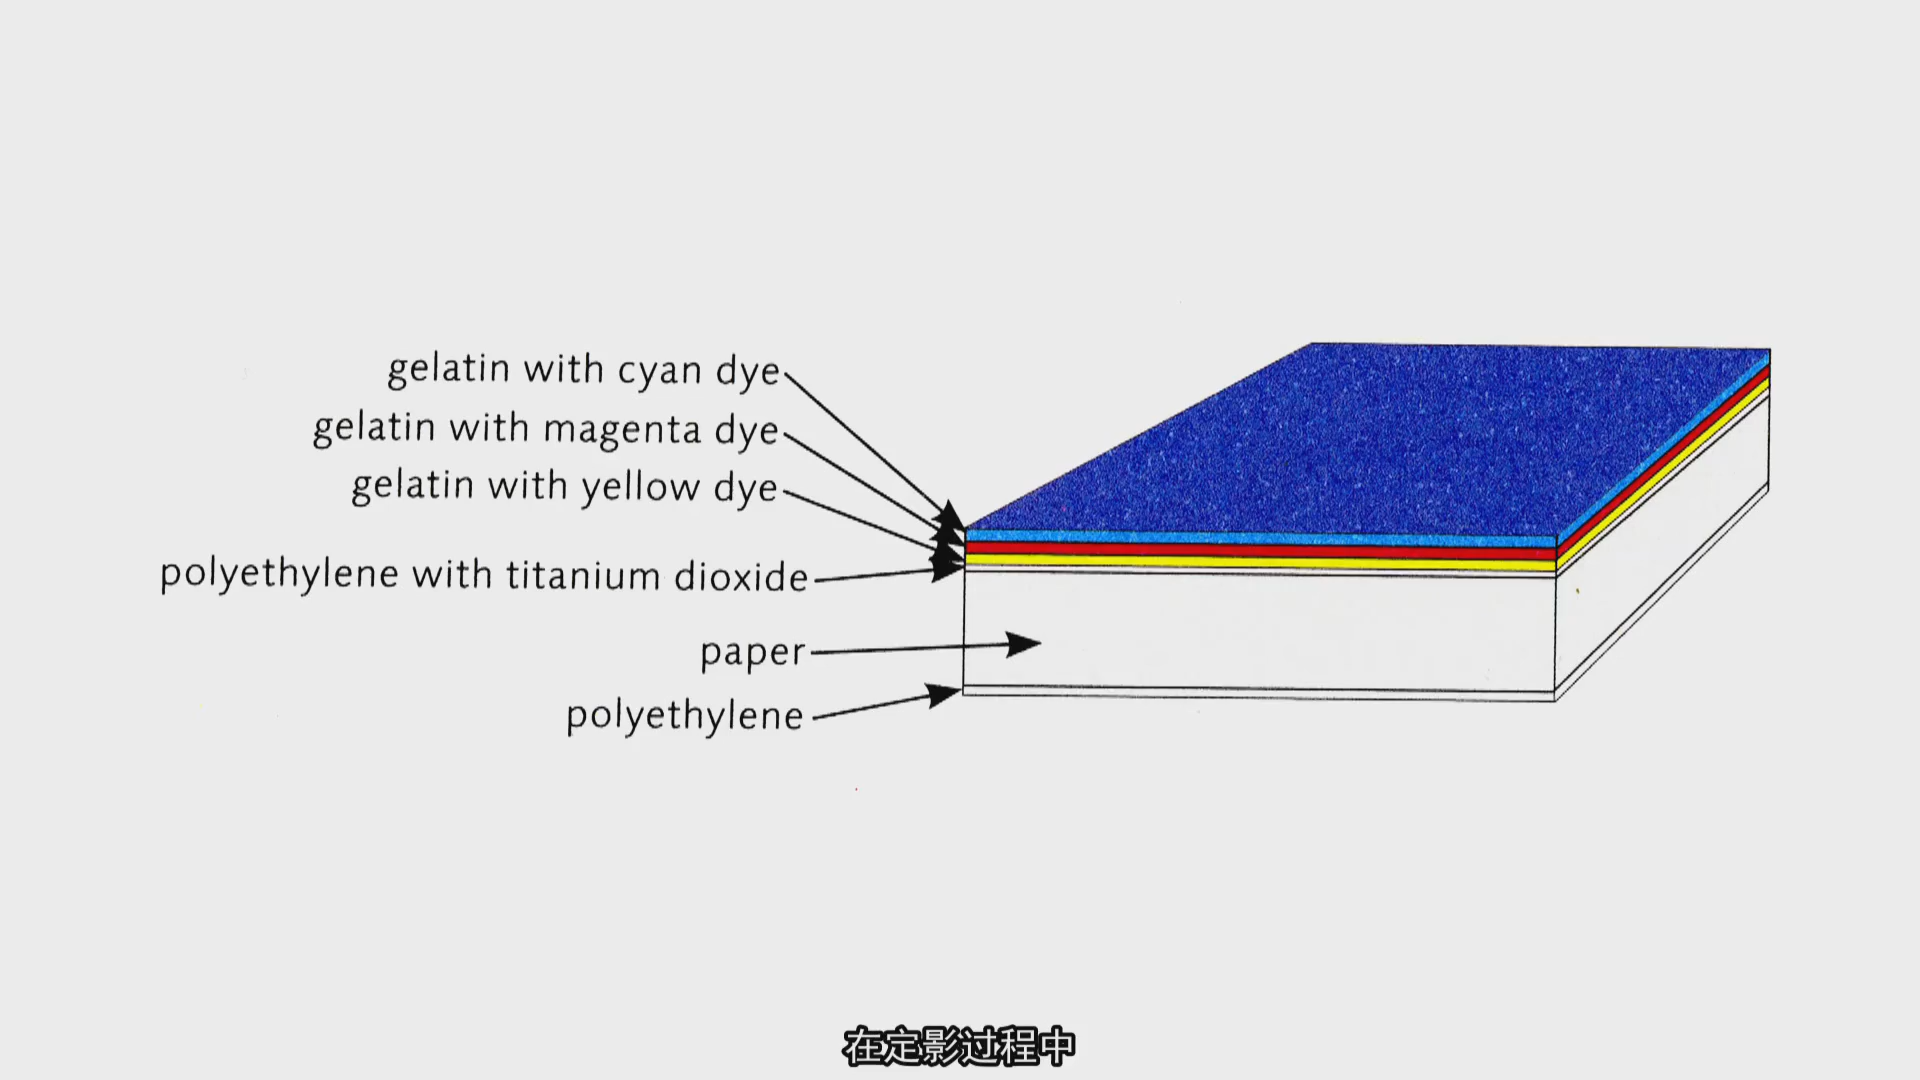 gelatin with cyan dye
gelatin with magenta dye
gelatin with yellow dye
polyethylene with titanium dioxide
paper
polyethylene
在定影过程中